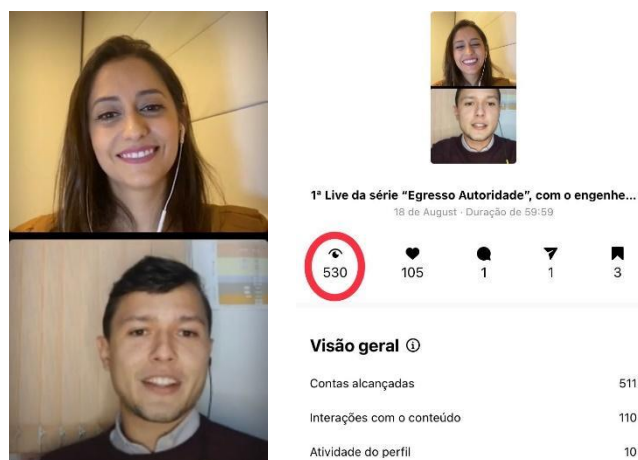 1ª Live da série “Egresso Autoridade”, com o engenhe...
18 de August · Duração de 59:59
530 105 1 1 3
Visão geral
Contas alcançadas 511
Interações com o conteúdo 110
Atividade do perfil 10